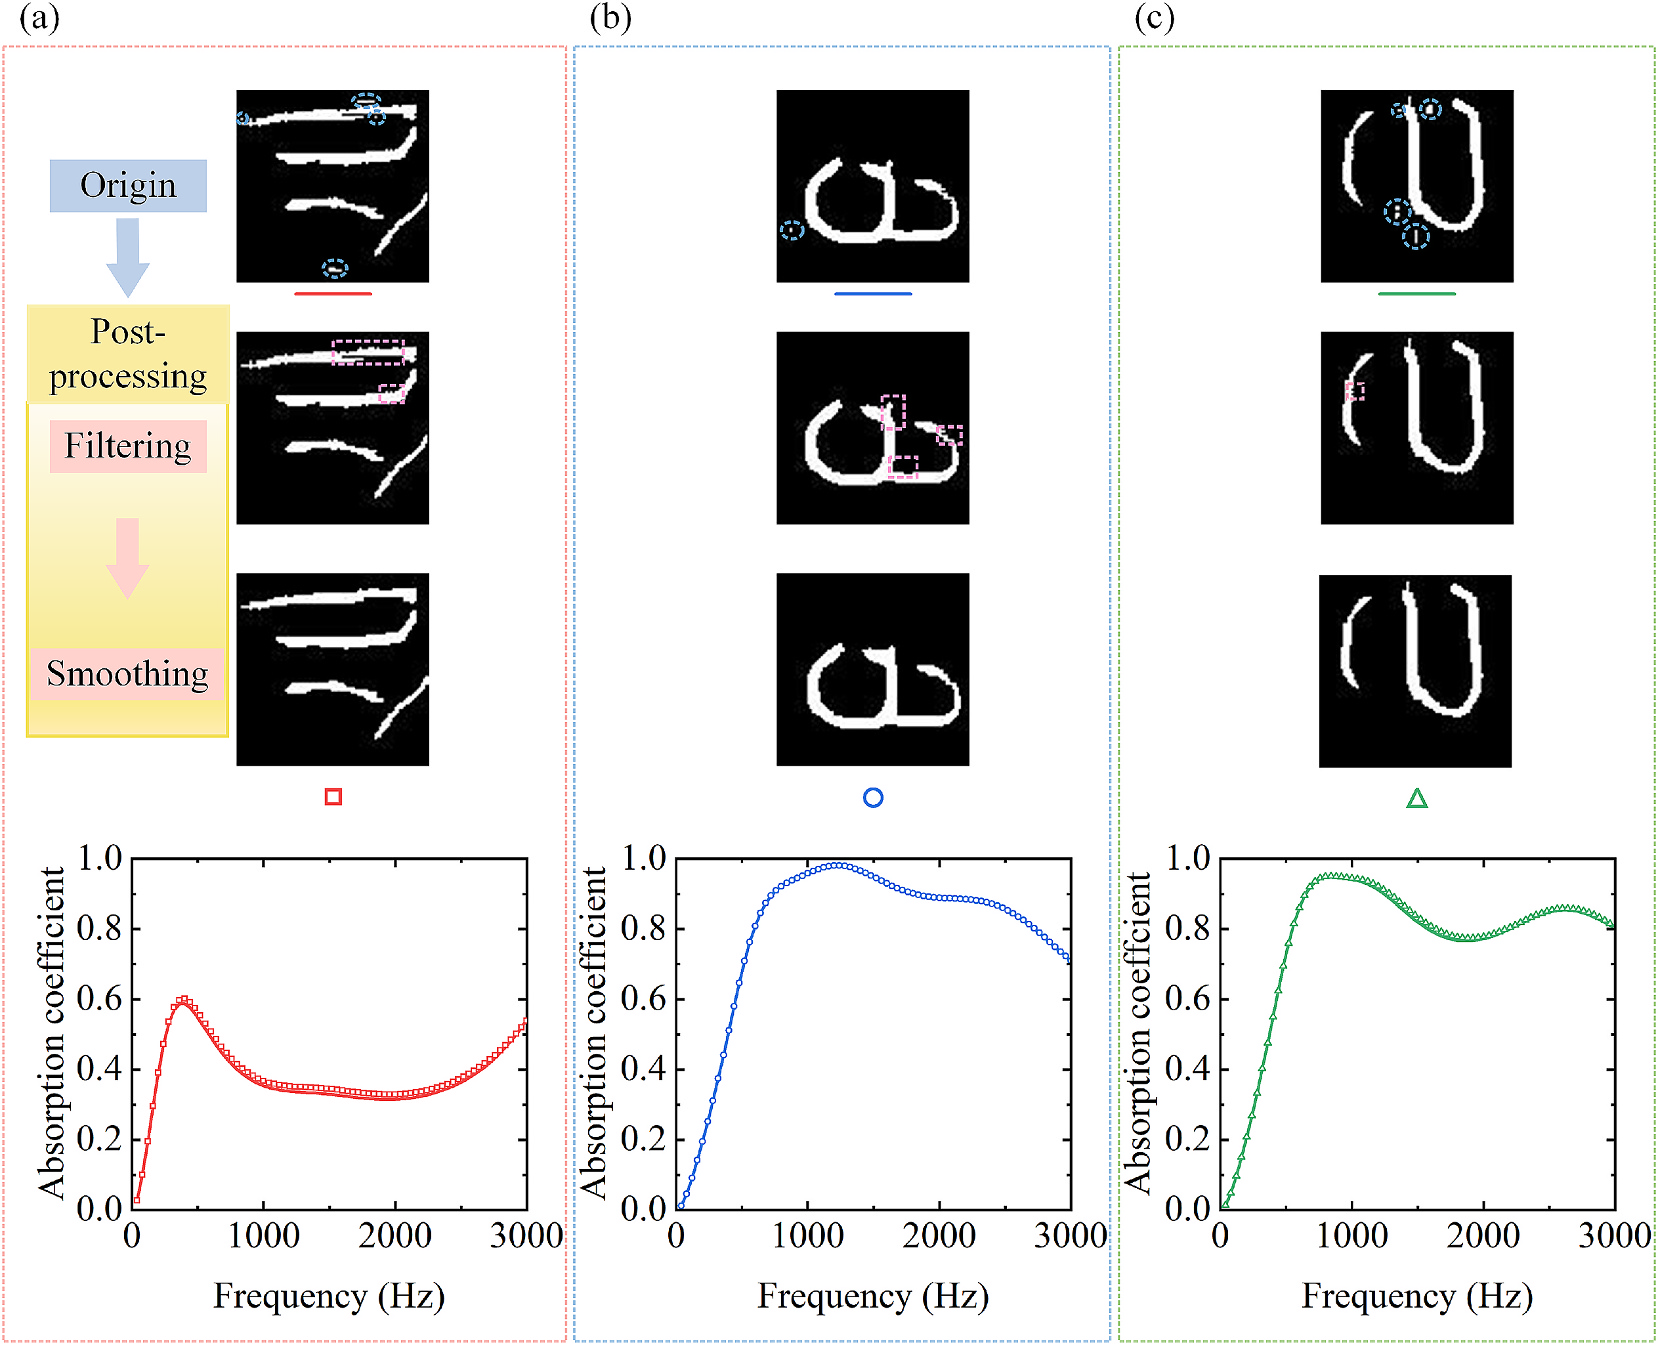 (a)
(b)
(c)
Origin
Post-
processing
Filtering
Smoothing
Absorption coefficient
1.0
0.8
0.6
0.4
0.2
0.0
0
1000
2000
3000
Frequency (Hz)
Absorption coefficient
1.0
0.8
0.6
0.4
0.2
0.0
0
1000
2000
3000
Frequency (Hz)
Absorption coeffcient
1.0
0.8
0.6
0.4
0.2
0.0
0
1000
2000
3000
Frequency (Hz)